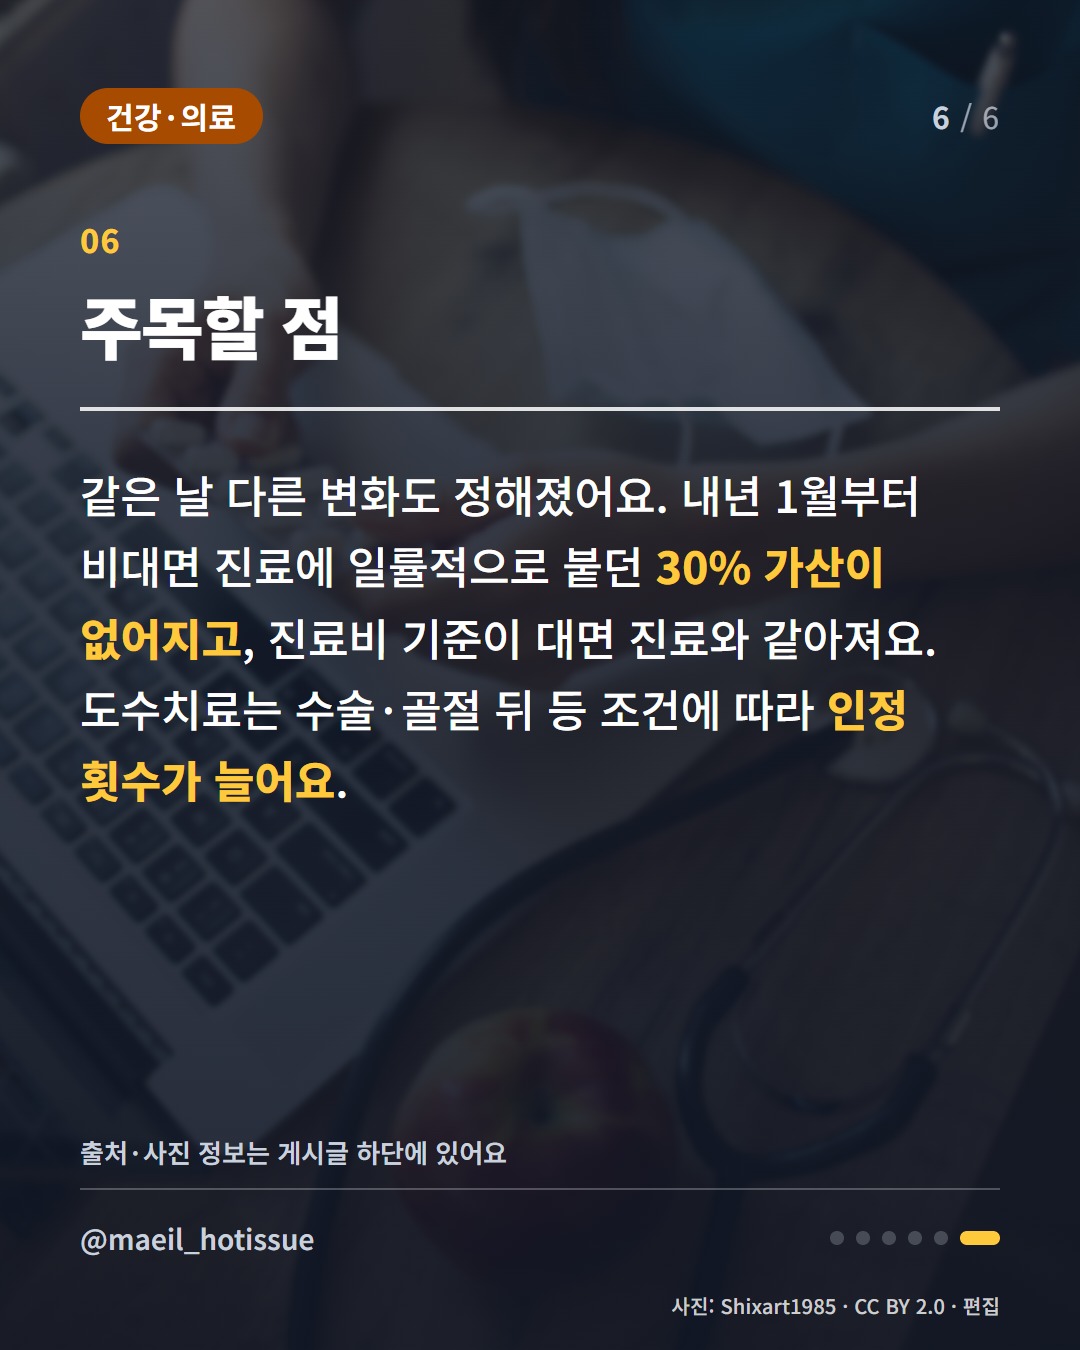 건강·의료
6 / 6
06
주목할 점
같은 날 다른 변화도 정해졌어요. 내년 1월부터
비대면 진료에 일률적으로 붙던 30% 가산이
없어지고, 진료비 기준이 대면 진료와 같아져요.
도수치료는 수술·골절 뒤 등 조건에 따라 인정
횟수가 늘어요.
출처·사진 정보는 게시글 하단에 있어요
@maeil_hotissue
사진: Shixart1985 · CC BY 2.0 · 편집